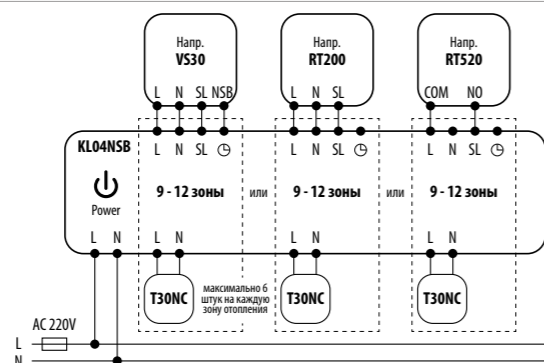 Напр.
VS30
Напр.
RT200
Напр.
RT520
L N SL NSB
L N SL
COM NO
KL04NSB
L N SL
L N SL
L N SL
Power
9 - 12 зоны
или
9 - 12 зоны
или
9 - 12 зоны
L N
L N
L N
L N
T30NC
максимально 6
штук на каждую
зону отопления
T30NC
T30NC
AC 220V
L
N